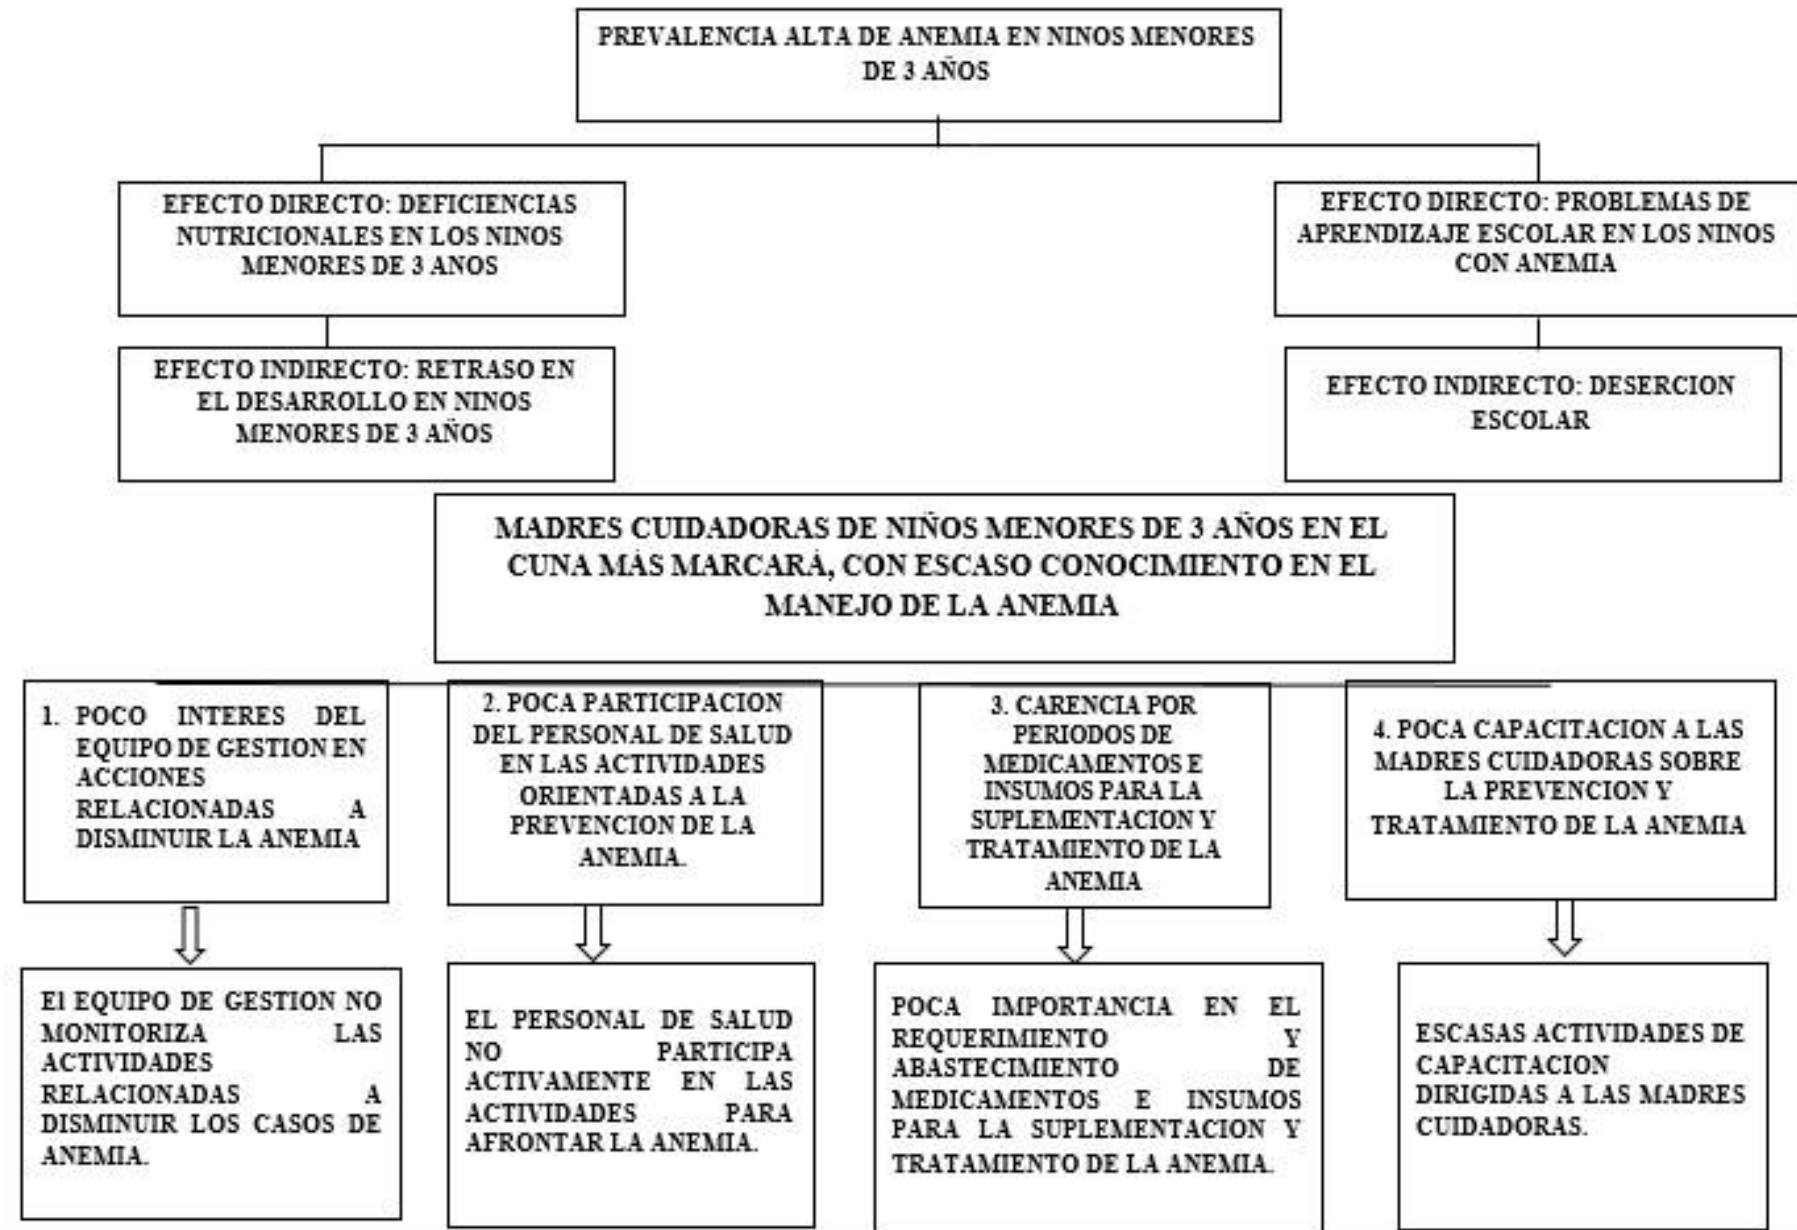 PREVALENCIA ALTA DE ANEMIA EN NINOS MENORES
DE 3 AÑOS
EFECTO DIRECTO: DEFICIENCIAS
NUTRICIONALES EN LOS NINOS
MENORES DE 3 ANOS
EFECTO DIRECTO: PROBLEMAS DE
APRENDIZAJE ESCOLAR EN LOS NINOS
CON ANEMIA
EFECTO INDIRECTO: RETRASO EN
EL DESARROLLO EN NINOS
MENORES DE 3 AÑOS
EFECTO INDIRECTO: DESERCION
ESCOLAR
MADRES CUIDADORAS DE NIÑOS MENORES DE 3 AÑOS EN EL
CUNA MÁS MARCARÁ, CON ESCASO CONOCIMIENTO EN EL
MANEJO DE LA ANEMIA
1. POCO INTERES DEL
EQUIPO DE GESTION EN
ACCIONES
RELACIONADAS A
DISMINUIR LA ANEMIA
2. POCA PARTICIPACION
DEL PERSONAL DE SALUD
EN LAS ACTIVIDADES
ORIENTADAS A LA
PREVENCION DE LA
ANEMIA.
3. CARENCIA POR
PERIODOS DE
MEDICAMENTOS E
INSUMOS PARA LA
SUPLEMENTACION Y
TRATAMIENTO DE LA
ANEMIA
4. POCA CAPACITACION A LAS
MADRES CUIDADORAS SOBRE
LA PREVENCION Y
TRATAMIENTO DE LA ANEMIA
El EQUIPO DE GESTION NO
MONITORIZA LAS
ACTIVIDADES
RELACIONADAS A
DISMINUIR LOS CASOS DE
ANEMIA.
EL PERSONAL DE SALUD
NO PARTICIPA
ACTIVAMENTE EN LAS
ACTIVIDADES PARA
AFRONTAR LA ANEMIA.
POCA IMPORTANCIA EN EL
REQUERIMIENTO Y
ABASTECIMIENTO DE
MEDICAMENTOS E INSUMOS
PARA LA SUPLEMENTACION Y
TRATAMIENTO DE LA ANEMIA.
ESCASAS ACTIVIDADES DE
CAPACITACION
DIRIGIDAS A LAS MADRES
CUIDADORAS.